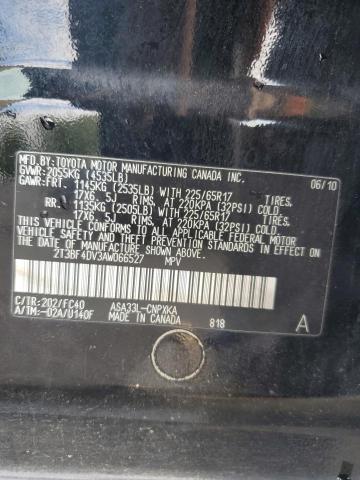 MFD.BY:TOYOTA MOTOR MANUFACTURING CANADA INC.
GVWR: 2055KG (4535LB) 06/10
GAWR:FRT. 1145KG (2535LB) WITH 225/65R17 TIRES,
17X6.5J RIMS, AT 220KPA (32PSI) COLD
RR. 1135KG (2505LB) WITH 225/65R17 TIRES,
17X6.5J RIMS, AT 220KPA (32PSI) COLD
THIS VEHICLE CONFORMS TO ALL APPLICABLE FEDERAL MOTOR
VEHICLE SAFETY AND THEFT PREVENTION STANDARDS IN
EFFECT ON THE DATE OF MANUFACTURE SHOWN ABOVE.
2T3BF4DV3AW066527 MPV
C/TR:202/FC40 ASA33L-CNPXKA
A/TM:-02A/U140F MADE IN CANADA 818 A